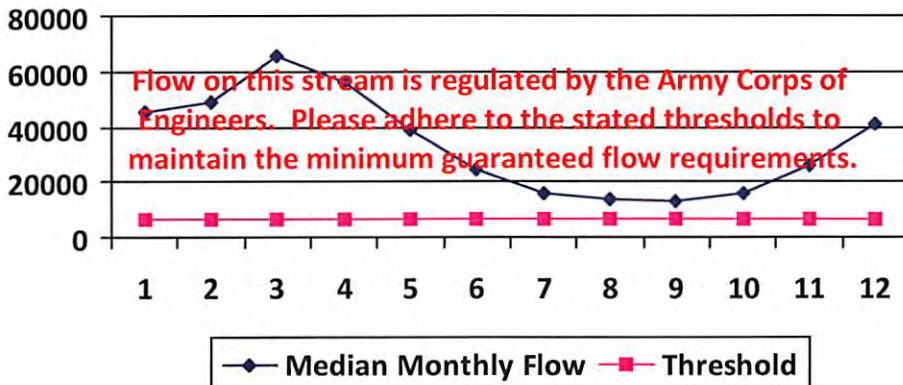 80000
60000
40000
20000
0
Flow on this stream is regulated by the Army Corps of
Engineers. Please adhere to the stated thresholds to
maintain the minimum guaranteed flow requirements.
1 2 3 4 5 6 7 8 9 10 11 12
Median Monthly Flow Threshold